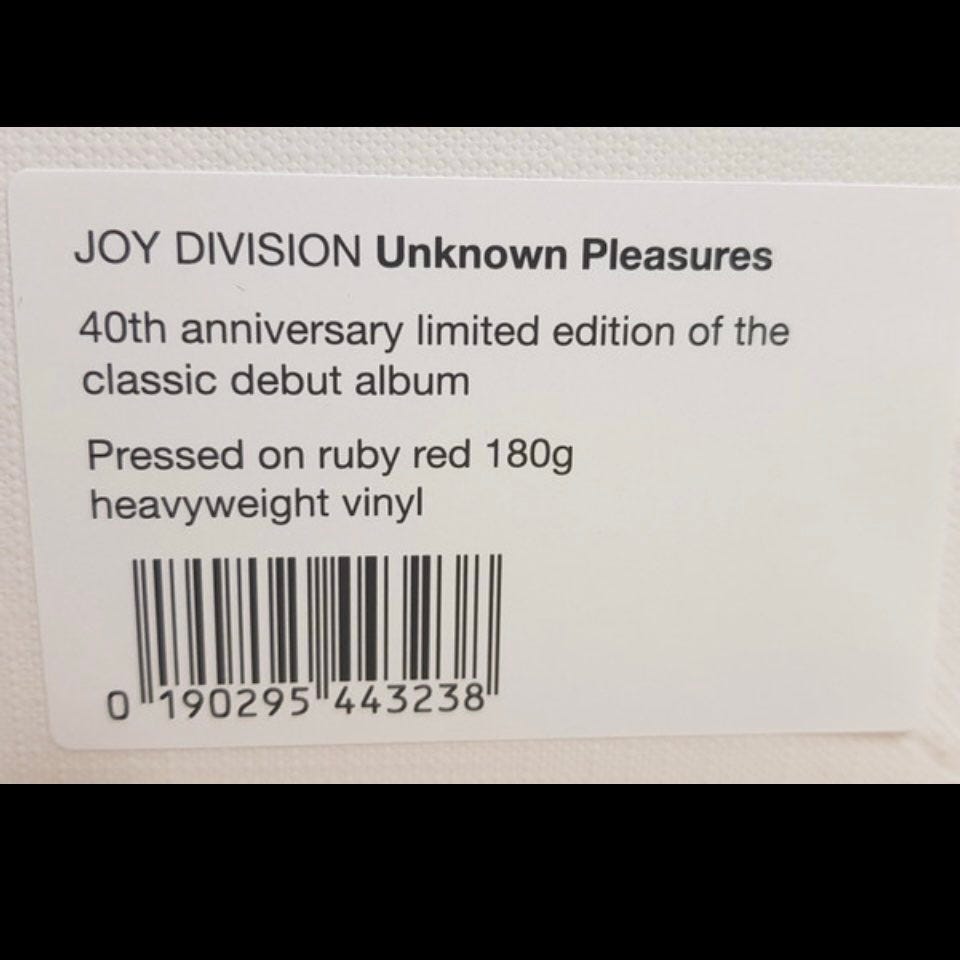 JOY DIVISION Unknown Pleasures
40th anniversary limited edition of the
classic debut album
Pressed on ruby red 180g
heavyweight vinyl
0 190295 443238